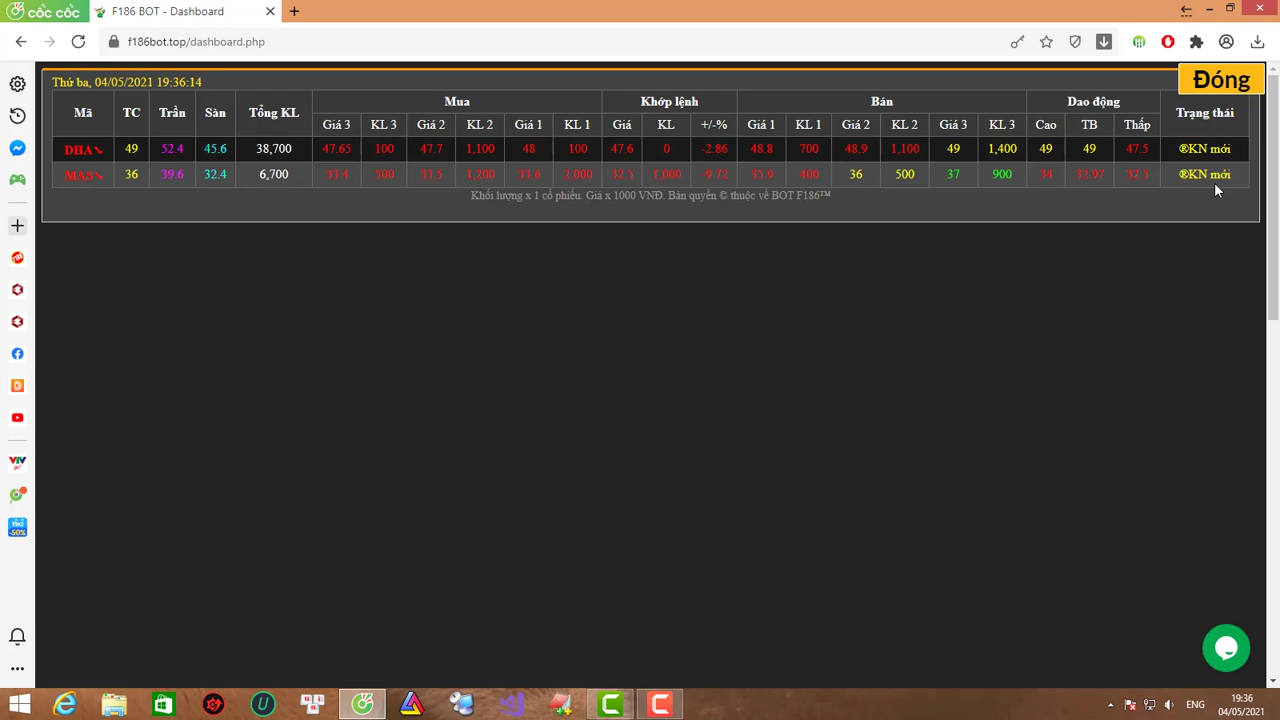 cốc cốc
F186 BOT - Dashboard
f186bot.top/dashboard.php
Đóng
Thứ ba, 04/05/2021 19:36:14
Mã TC Trần Sàn Tổng KL Mua Khớp lệnh Bán Dao động Trạng thái
Giá 3 KL 3 Giá 2 KL 2 Giá 1 KL 1 Giá KL +/-% Giá 1 KL 1 Giá 2 KL 2 Giá 3 KL 3 Cao TB Thấp
DHA↘ 49 52.4 45.6 38,700 47.65 100 47.7 1,100 48 100 47.6 0 -2.86 48.8 700 48.9 1,100 49 1,400 49 49 47.5 ®KN mới
MAS↘ 36 39.6 32.4 6,700 33.4 500 33.5 1,200 33.6 2,000 32.5 1,000 -9.72 35.9 400 36 500 37 900 34 32.97 32.5 ®KN mới
Khối lượng x 1 cổ phiếu. Giá x 1000 VNĐ. Bản quyền © thuộc về BOT F186™
VTV
TIKI
-50%
ENG
19:36
04/05/2021